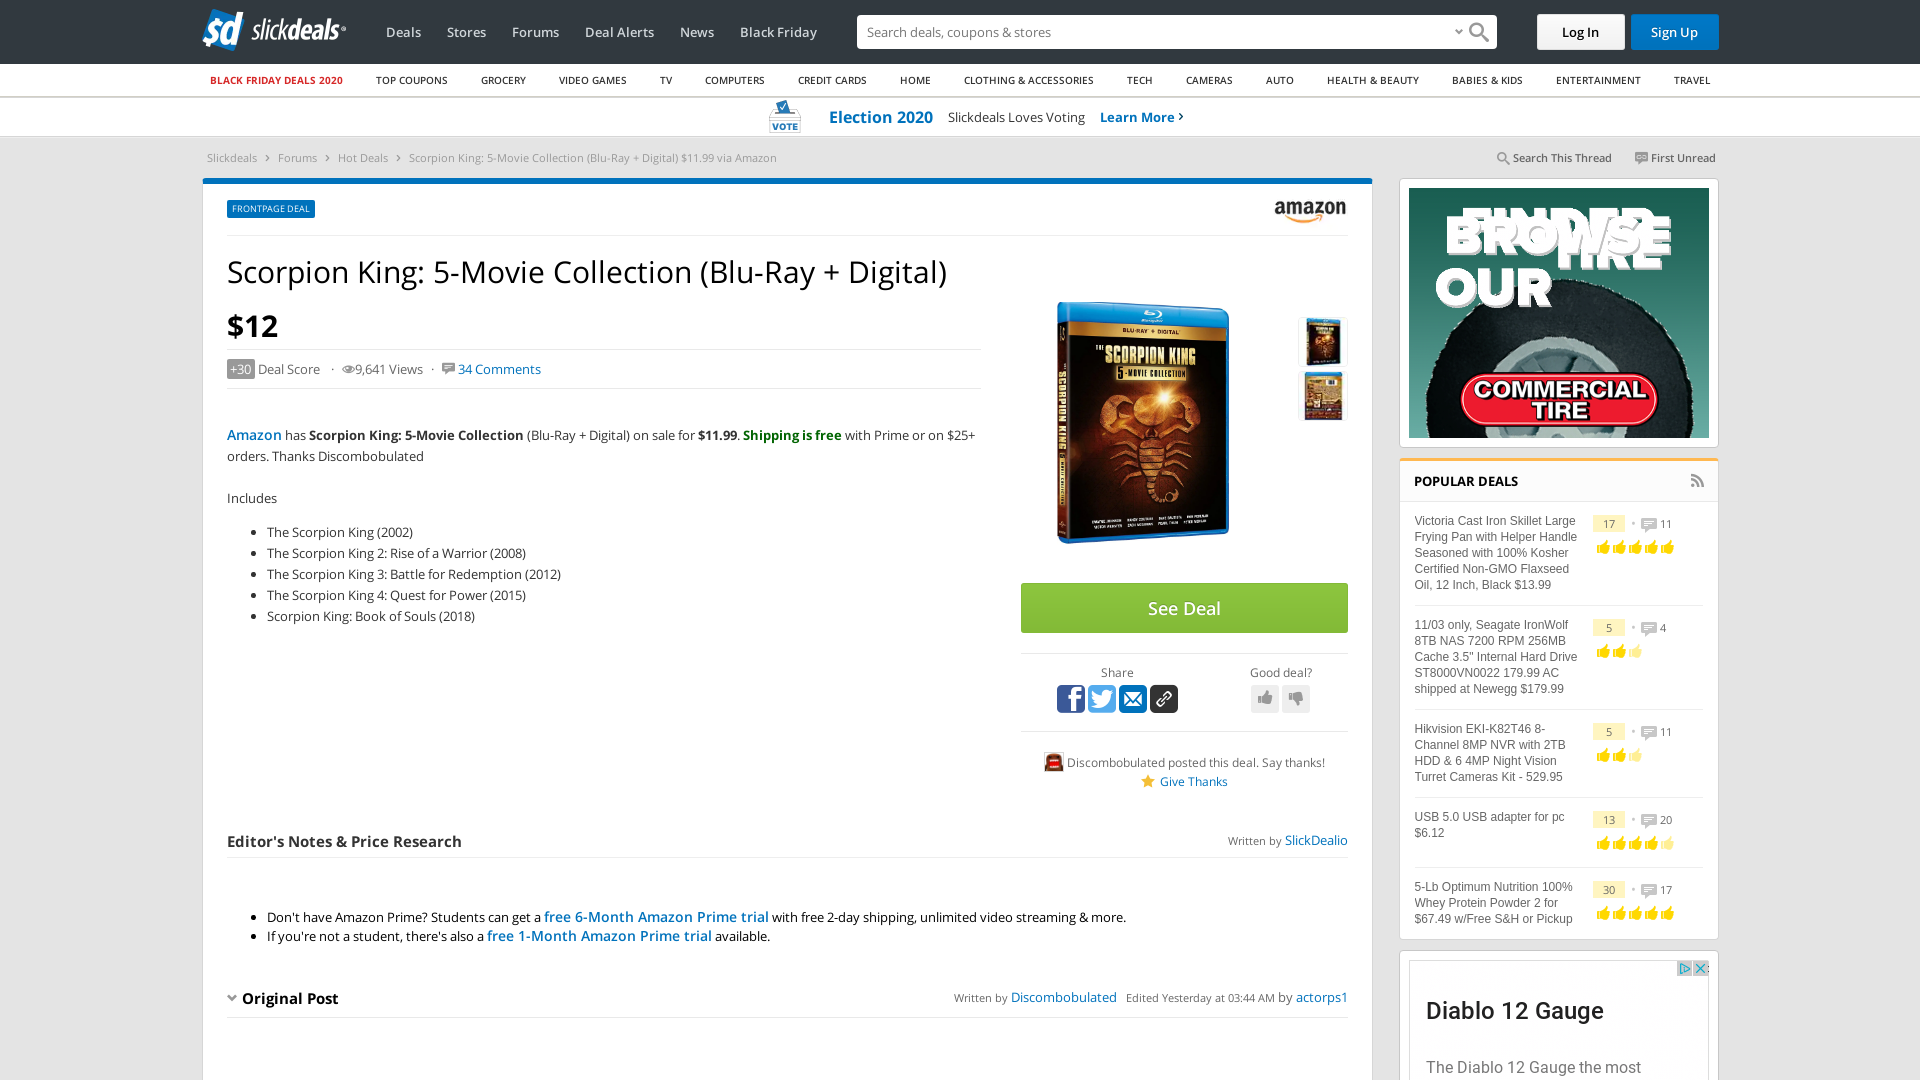 slickdeals
Deals
Stores
Forums
Deal Alerts
News
Black Friday
Search deals, coupons & shopping
Log In
Sign Up
BLACK FRIDAY DEALS 2020
TOP COUPONS
GROCERY
VIDEO GAMES
TV
COMPUTERS
CREDIT CARDS
HOME
CLOTHING & ACCESSORIES
TECH
CAMERAS
AUTO
HEALTH & BEAUTY
BABIES & KIDS
ENTERTAINMENT
TRAVEL
VOTE
Election 2020
Slickdeals Loves Voting
Learn More
Slickdeals › Forums › Hot Deals › Scorpion King: 5-Movie Collection (Blu-Ray + Digital) $11.99 via Amazon
Search This Thread
First Unread
FRONTPAGE DEAL
amazon
Scorpion King: 5-Movie Collection (Blu-Ray + Digital)
$12
+30 Deal Score · 9,641 Views · 34 Comments
Amazon has Scorpion King: 5-Movie Collection (Blu-Ray + Digital) on sale for $11.99. Shipping is free with Prime or on $25+
orders. Thanks Discombobulated
Includes
The Scorpion King (2002)
The Scorpion King 2: Rise of a Warrior (2008)
The Scorpion King 3: Battle for Redemption (2012)
The Scorpion King 4: Quest for Power (2015)
Scorpion King: Book of Souls (2018)
BLU-RAY + DIGITAL
THE SCORPION KING
5-MOVIE COLLECTION
See Deal
Share
Good deal?
Discombobulated posted this deal. Say thanks!
Give Thanks
Editor's Notes & Price Research
Written by SlickDealio
Don't have Amazon Prime? Students can get a free 6-Month Amazon Prime trial with free 2-day shipping, unlimited video streaming & more.
If you're not a student, there's also a free 1-Month Amazon Prime trial available.
Original Post
Written by Discombobulated Edited Yesterday at 03:44 AM by actorps1
BROWSE
OUR
COMMERCIAL
TIRE
POPULAR DEALS
Victoria Cast Iron Skillet Large
Frying Pan with Helper Handle
Seasoned with 100% Kosher
Certified Non-GMO Flaxseed
Oil, 12 Inch, Black $13.99
17 • 11
11/03 only, Seagate IronWolf
8TB NAS 7200 RPM 256MB
Cache 3.5" Internal Hard Drive
ST8000VN0022 179.99 AC
shipped at Newegg $179.99
5 • 4
Hikvision EKI-K82T46 8-
Channel 8MP NVR with 2TB
HDD & 6 4MP Night Vision
Turret Cameras Kit - 529.95
5 • 11
USB 5.0 USB adapter for pc
$6.12
13 • 20
5-Lb Optimum Nutrition 100%
Whey Protein Powder 2 for
$67.49 w/Free S&H or Pickup
30 • 17
Diablo 12 Gauge
The Diablo 12 Gauge the most